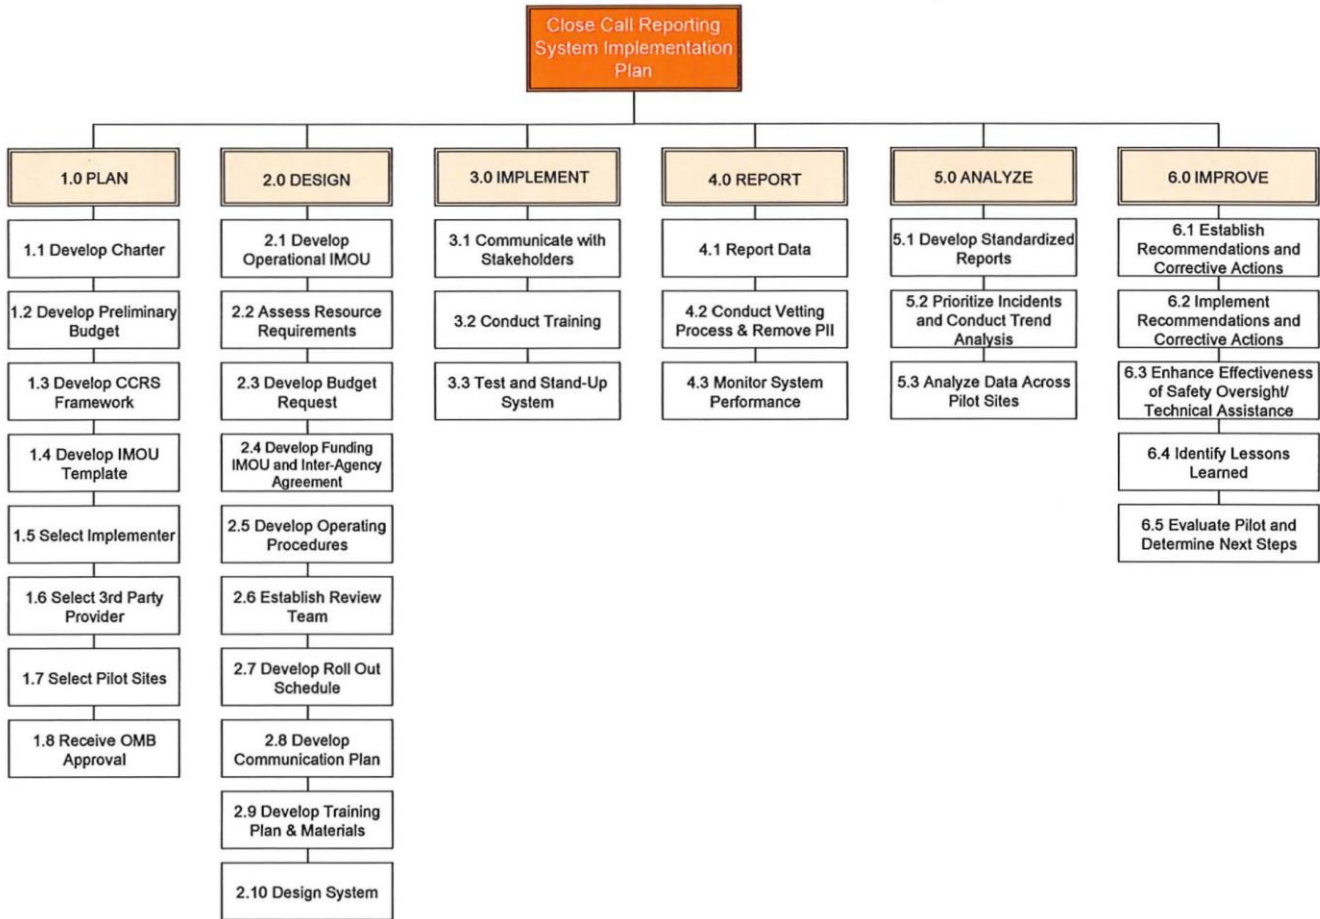 Close Call Reporting
System Implementation
Plan
1.0 PLAN
1.1 Develop Charter
1.2 Develop Preliminary
Budget
1.3 Develop CCRS
Framework
1.4 Develop IMOU
Template
1.5 Select Implementer
1.6 Select 3rd Party
Provider
1.7 Select Pilot Sites
1.8 Receive OMB
Approval
2.0 DESIGN
2.1 Develop
Operational IMOU
2.2 Assess Resource
Requirements
2.3 Develop Budget
Request
2.4 Develop Funding
IMOU and Inter-Agency
Agreement
2.5 Develop Operating
Procedures
2.6 Establish Review
Team
2.7 Develop Roll Out
Schedule
2.8 Develop
Communication Plan
2.9 Develop Training
Plan & Materials
2.10 Design System
3.0 IMPLEMENT
3.1 Communicate with
Stakeholders
3.2 Conduct Training
3.3 Test and Stand-Up
System
4.0 REPORT
4.1 Report Data
4.2 Conduct Vetting
Process & Remove PII
4.3 Monitor System
Performance
5.0 ANALYZE
5.1 Develop Standardized
Reports
5.2 Prioritize Incidents
and Conduct Trend
Analysis
5.3 Analyze Data Across
Pilot Sites
6.0 IMPROVE
6.1 Establish
Recommendations and
Corrective Actions
6.2 Implement
Recommendations and
Corrective Actions
6.3 Enhance Effectiveness
of Safety Oversight/
Technical Assistance
6.4 Identify Lessons
Learned
6.5 Evaluate Pilot and
Determine Next Steps